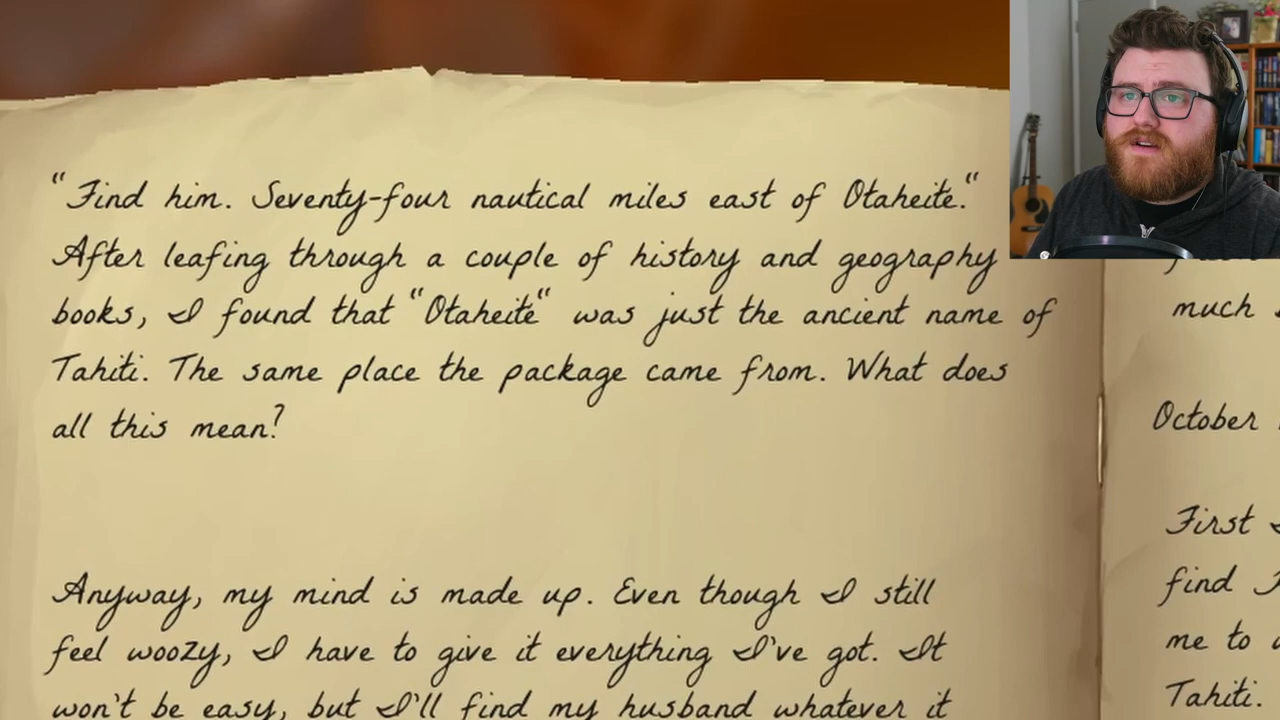 "Find him. Seventy-four nautical miles east of Otaheite."
After leafing through a couple of history and geography
books, I found that "Otaheite" was just the ancient name of
Tahiti. The same place the package came from. What does
all this mean?
Anyway, my mind is made up. Even though I still
feel woozy, I have to give it everything I've got. It
won't be easy, but I'll find my husband whatever it
much
October
First
find
me to
Tahiti.